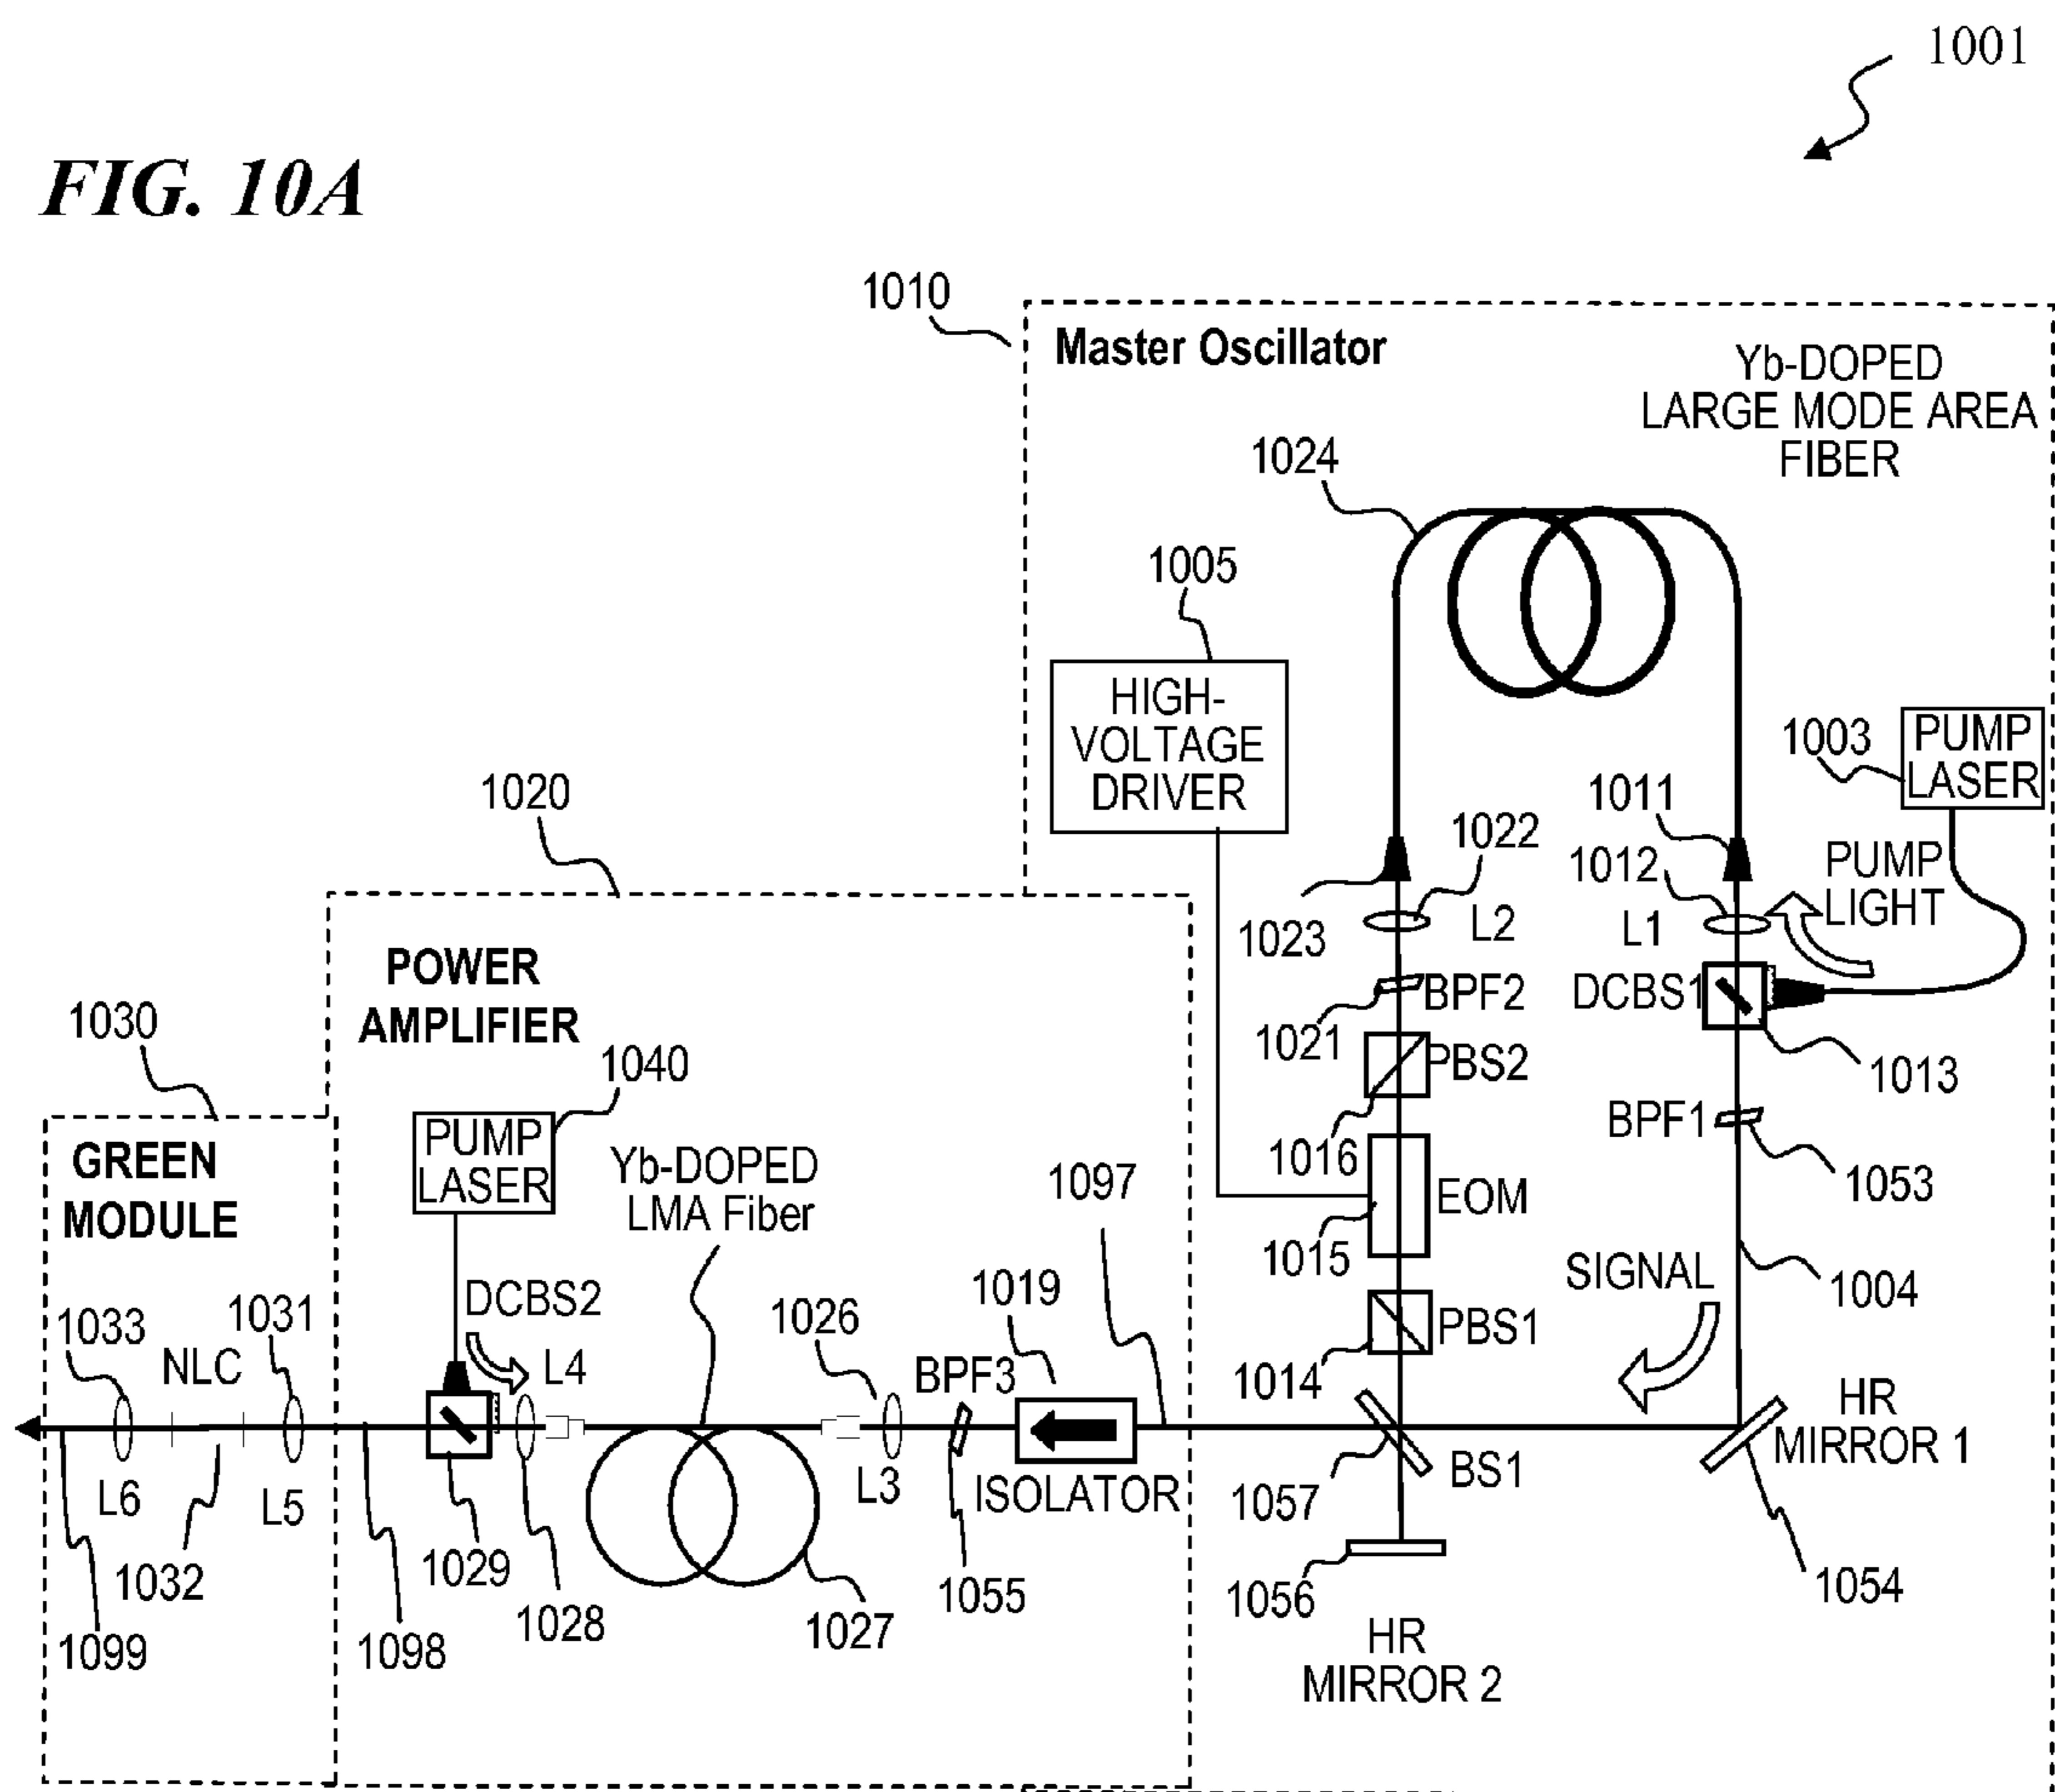 1001
FIG. 10A
1010
Master Oscillator
Yb-DOPED
LARGE MODE AREA
FIBER
1024
1005
HIGH-
VOLTAGE
DRIVER
1003
PUMP
LASER
1011
1022
1012
PUMP
LIGHT
1023
L2
L1
BPF2
DCBS1
1021
PBS2
1013
BPF1
1016
1053
EOM
1015
SIGNAL
1004
PBS1
1014
HR
MIRROR 1
BS1
1057
1056
1054
HR
MIRROR 2
1020
POWER
AMPLIFIER
1040
PUMP
LASER
Yb-DOPED
LMA Fiber
1097
DCBS2
L4
1026
BPF3
1019
L3
ISOLATOR
1029
1028
1027
1055
1098
1030
GREEN
MODULE
1033
NLC
1031
L6
L5
1032
1099